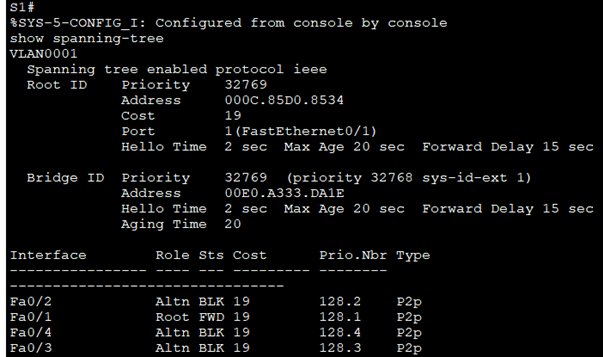 S1#
%SYS-5-CONFIG_I: Configured from console by console
show spanning-tree
VLAN0001
  Spanning tree enabled protocol ieee
  Root ID    Priority    32769
             Address     000C.85D0.8534
             Cost        19
             Port        1(FastEthernet0/1)
             Hello Time  2 sec  Max Age 20 sec  Forward Delay 15 sec

  Bridge ID  Priority    32769  (priority 32768 sys-id-ext 1)
             Address     00E0.A333.DA1E
             Hello Time  2 sec  Max Age 20 sec  Forward Delay 15 sec
             Aging Time  20

Interface        Role Sts Cost      Prio.Nbr Type
---------------- ---- --- --------- --------
--------------------------------
Fa0/2            Altn BLK 19        128.2    P2p
Fa0/1            Root FWD 19        128.1    P2p
Fa0/4            Altn BLK 19        128.4    P2p
Fa0/3            Altn BLK 19        128.3    P2p